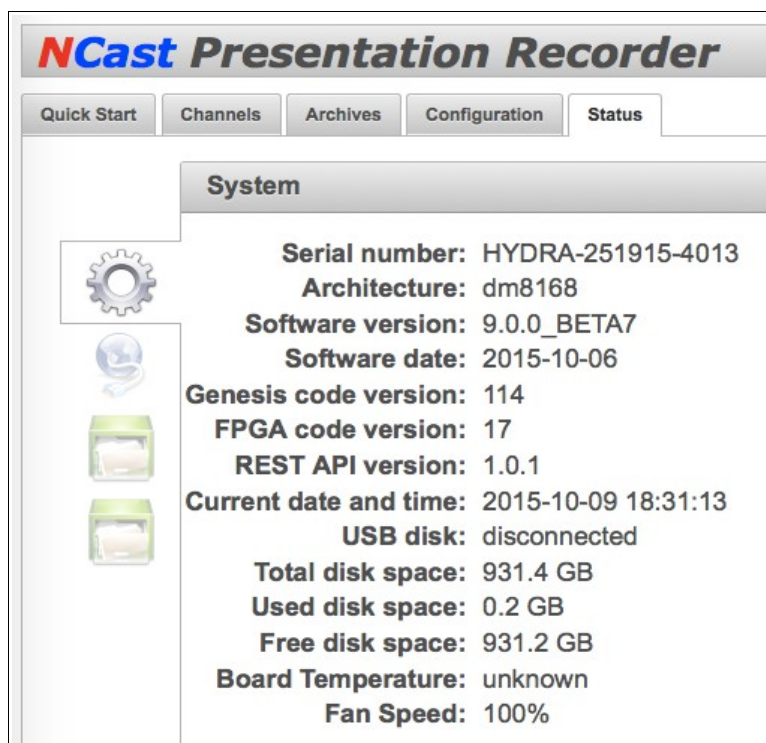 NCast Presentation Recorder
Quick Start Channels Archives Configuration Status
System
Serial number: HYDRA-251915-4013
Architecture: dm8168
Software version: 9.0.0_BETA7
Software date: 2015-10-06
Genesis code version: 114
FPGA code version: 17
REST API version: 1.0.1
Current date and time: 2015-10-09 18:31:13
USB disk: disconnected
Total disk space: 931.4 GB
Used disk space: 0.2 GB
Free disk space: 931.2 GB
Board Temperature: unknown
Fan Speed: 100%